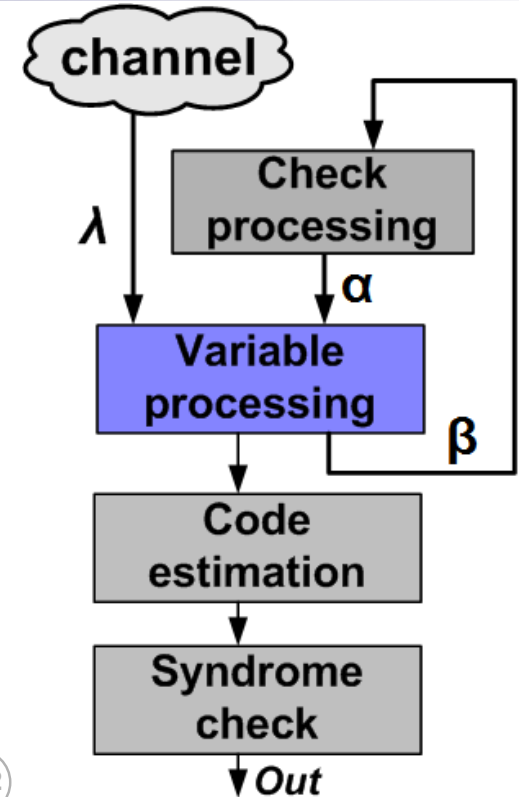 channel
Check
processing
λ
α
Variable
processing
β
Code
estimation
Syndrome
check
Out